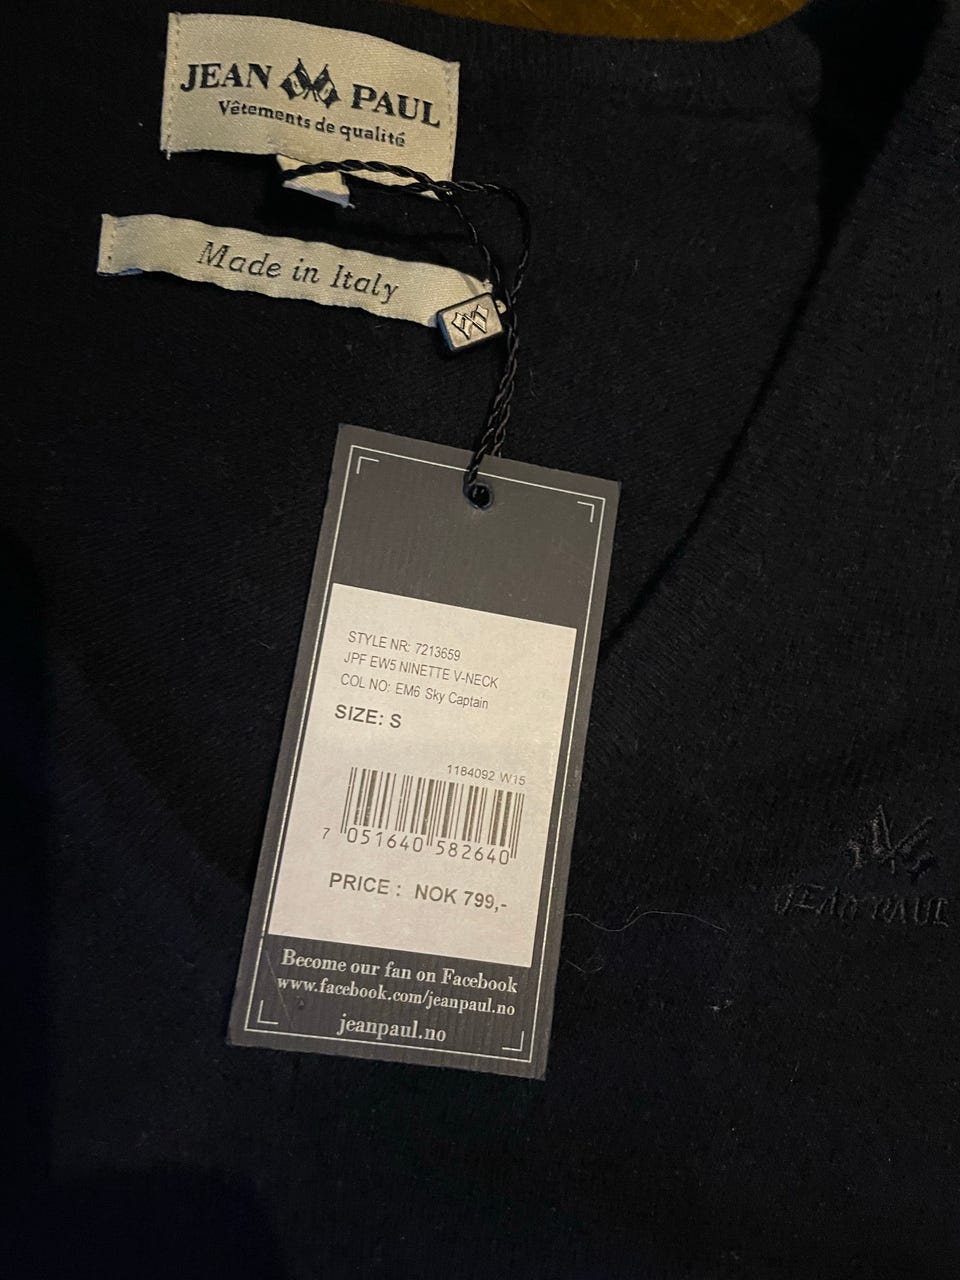 JEAN PAUL
Vêtements de qualité
Made in Italy
STYLE NR: 7213659
JPF EW5 NINETTE V-NECK
COL NO: EM6 Sky Captain
SIZE: S
1184092 W15
7 051640 582640
PRICE : NOK 799,-
Become our fan on Facebook
www.facebook.com/jeanpaul.no
jeanpaul.no
JEAN PAUL